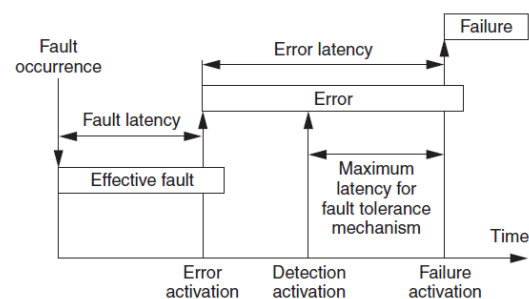 Failure
Fault
occurrence
Error latency
Error
Fault latency
Effective fault
Maximum
latency for
fault tolerance
mechanism
Time
Error
activation
Detection
activation
Failure
activation